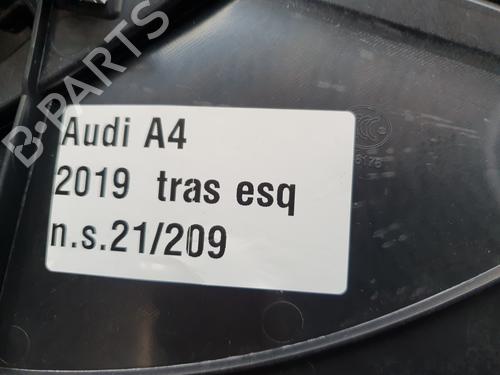 B-PARTS
Audi A4
2019 tras esq
n.s.21/209